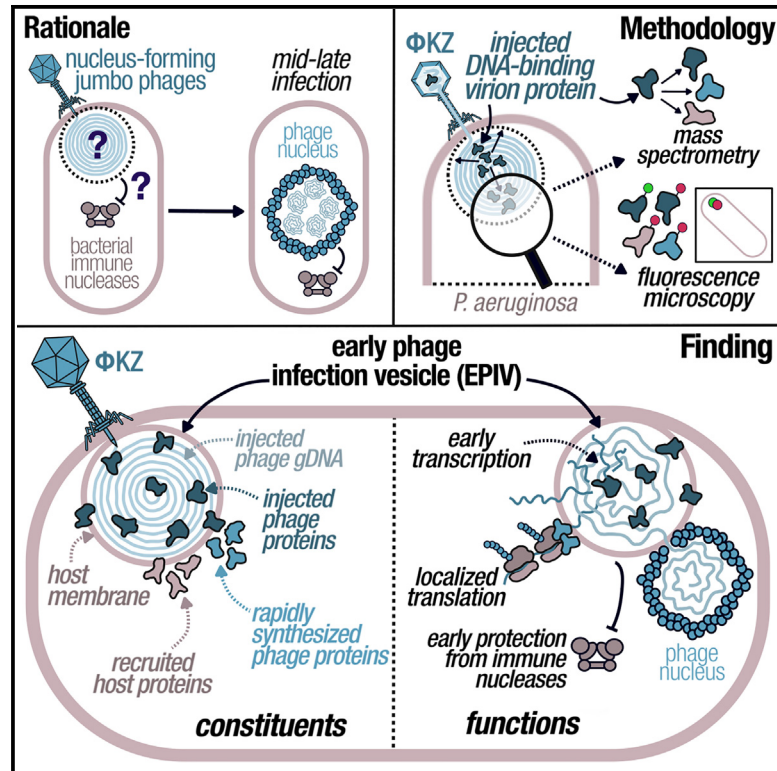 Rationale
nucleus-forming
jumbo phages
?
?
bacterial
immune
nucleases
mid-late
infection
phage
nucleus
Methodology
ΦKZ
injected
DNA-binding
virion protein
mass
spectrometry
fluorescence
microscopy
P. aeruginosa
Finding
ΦKZ
early phage
infection vesicle (EPIV)
injected
phage gDNA
injected
phage
proteins
host
membrane
rapidly
synthesized
phage proteins
recruited
host proteins
constituents
early
transcription
localized
translation
early protection
from immune
nucleases
phage
nucleus
functions